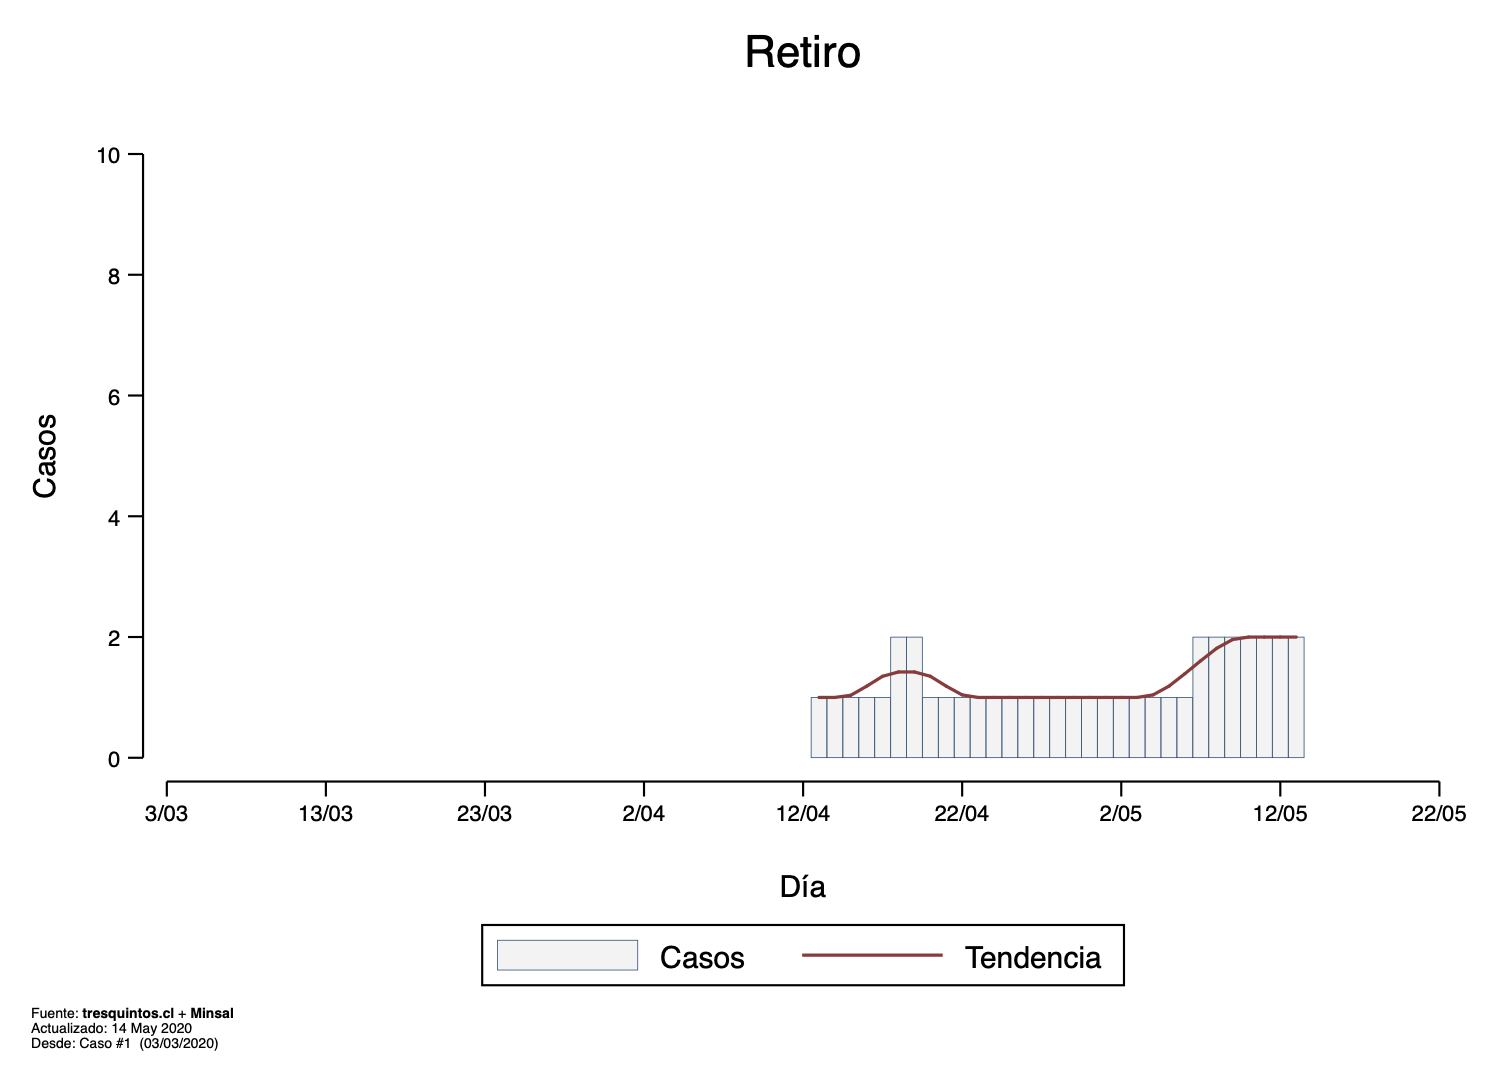 Retiro
Casos
10
8
6
4
2
0
3/03 13/03 23/03 2/04 12/04 22/04 2/05 12/05 22/05
Día
Casos Tendencia
Fuente: tresquintos.cl + Minsal
Actualizado: 14 May 2020
Desde: Caso #1 (03/03/2020)